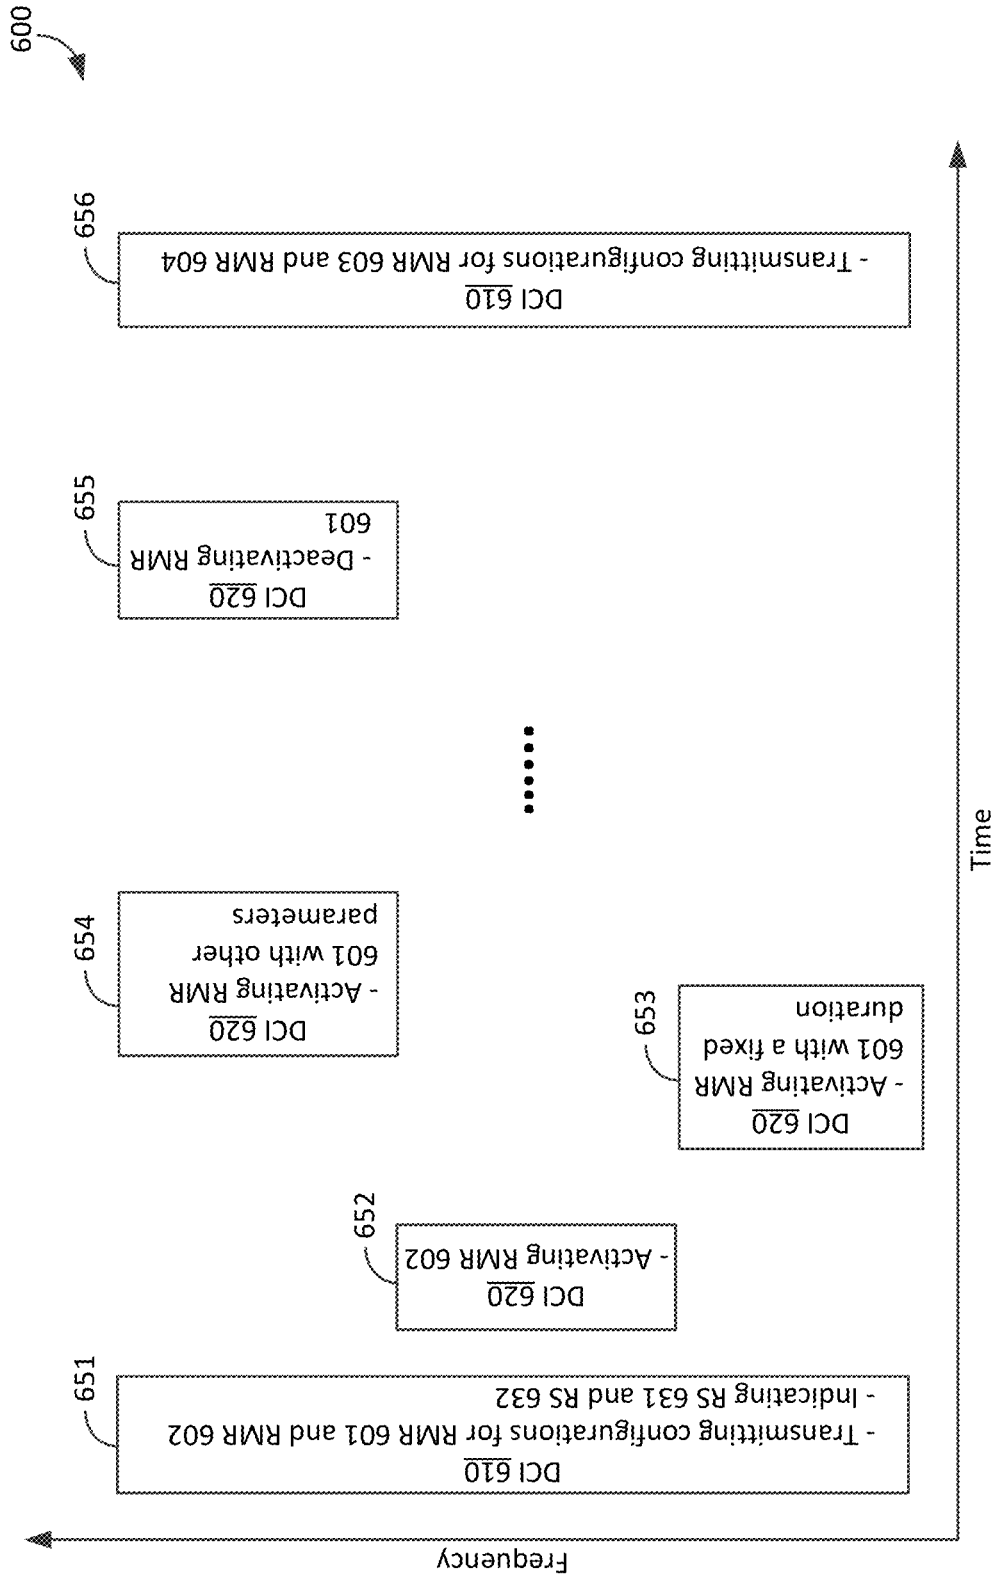 600
651
DCI 610
- Transmitting configurations for RMR 601 and RMR 602
- Indicating RS 631 and RS 632
652
DCI 620
- Activating RMR 602
653
DCI 620
- Activating RMR
601 with a fixed
duration
654
DCI 620
- Activating RMR
601 with other
parameters
655
DCI 620
- Deactivating RMR
601
656
DCI 610
- Transmitting configurations for RMR 603 and RMR 604
Frequency
Time